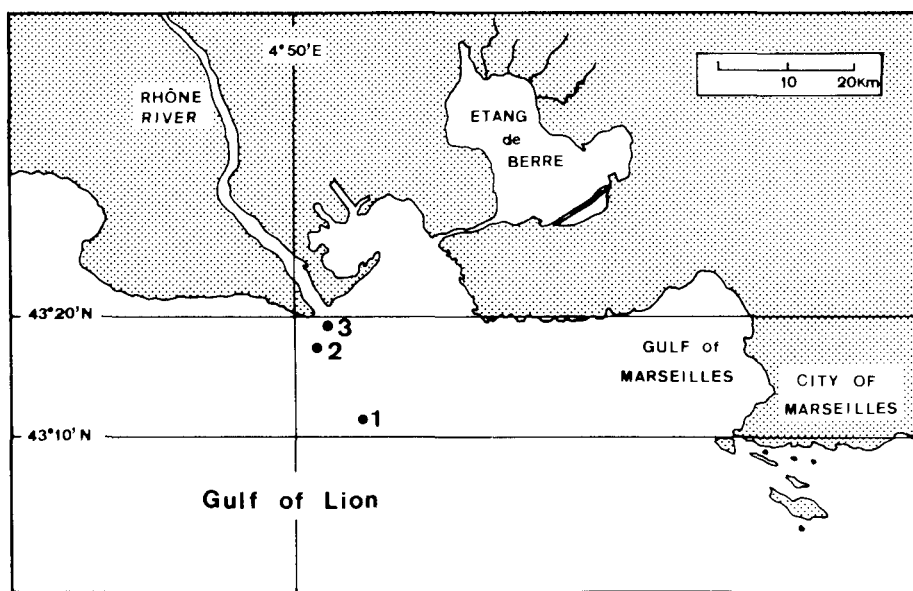 4°50'E
10 20Km
RHÔNE
RIVER
ETANG
de
BERRE
43°20'N
3
2
GULF of
MARSEILLES
CITY OF
MARSEILLES
1
43°10'N
Gulf of Lion